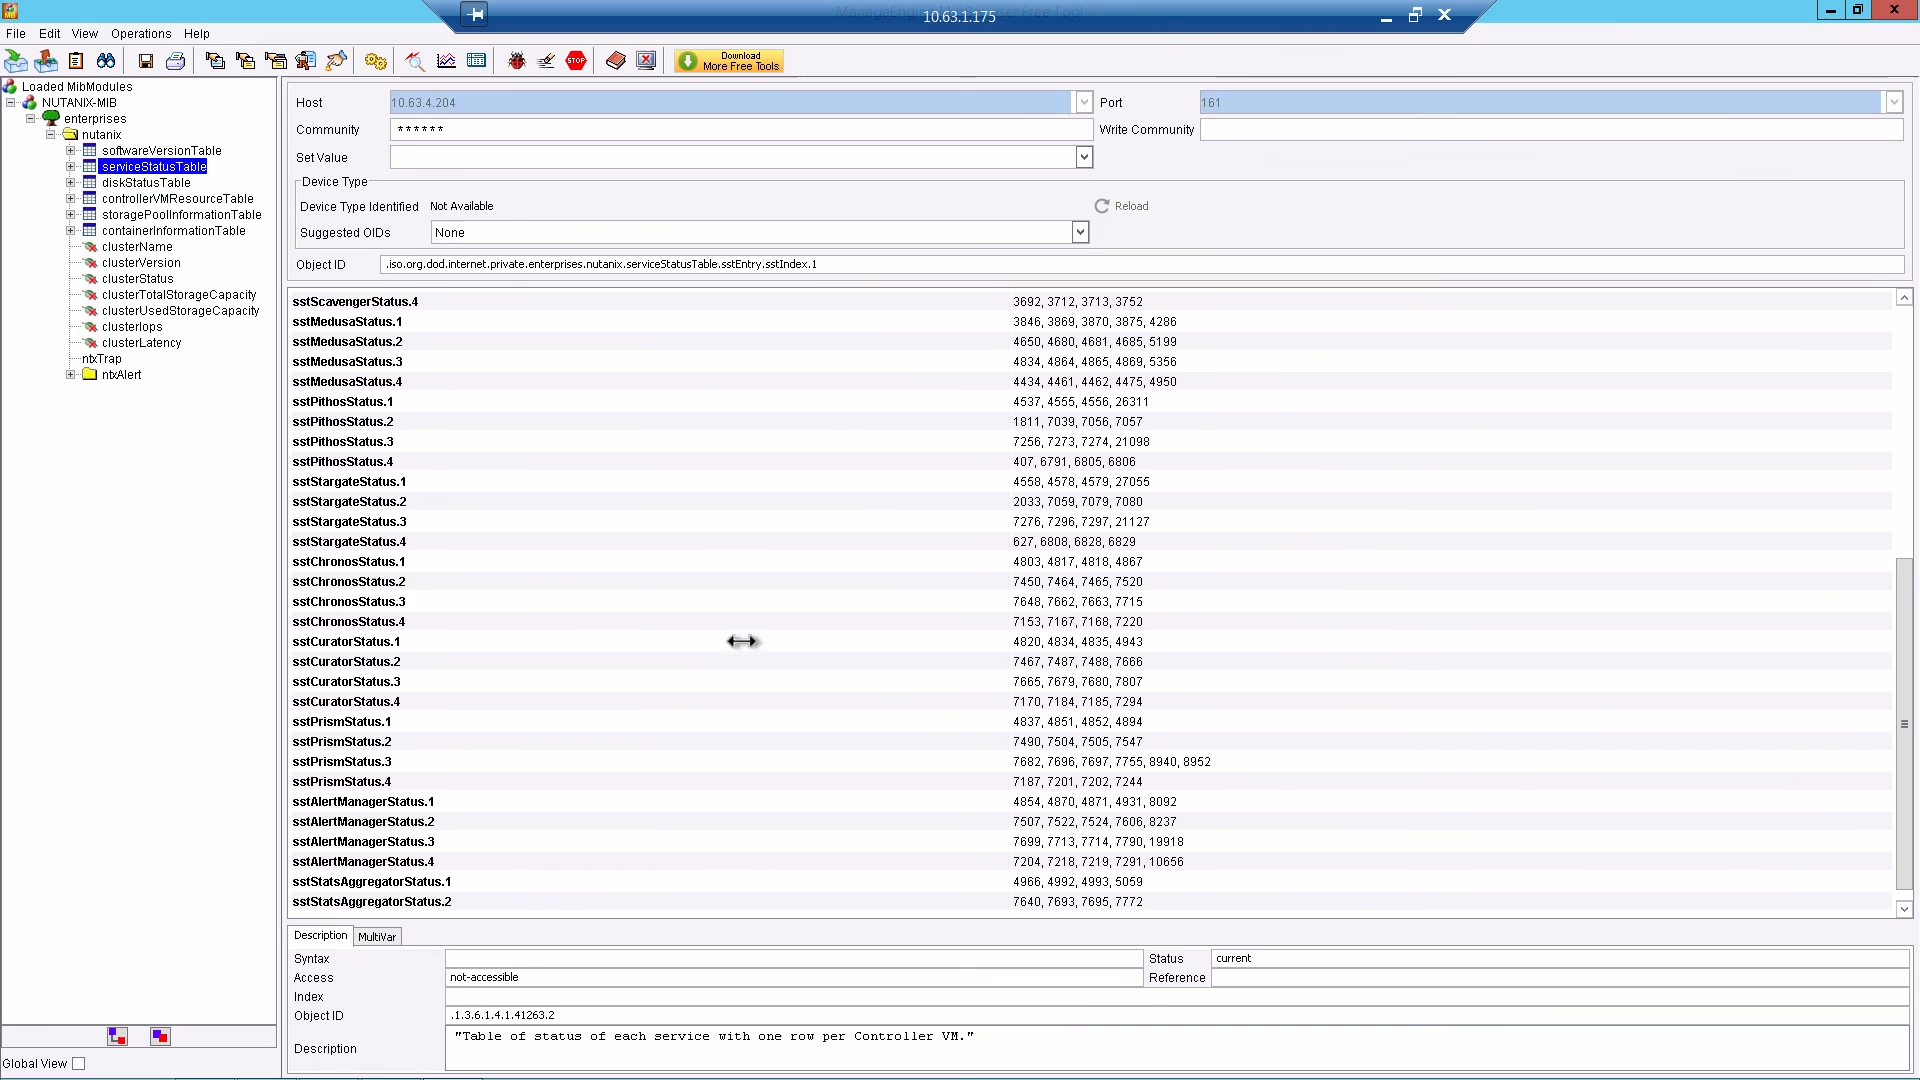 10.63.1.175
File Edit View Operations Help
Download
More Free Tools
Loaded MibModules
NUTANIX-MIB
enterprises
nutanix
softwareVersionTable
serviceStatusTable
diskStatusTable
controllerVMResourceTable
storagePoolInformationTable
containerInformationTable
clusterName
clusterVersion
clusterStatus
clusterTotalStorageCapacity
clusterUsedStorageCapacity
clusterIops
clusterLatency
ntxTrap
ntxAlert
Global View
Host 10.63.4.204 Port 161
Community ****** Write Community
Set Value
Device Type
Device Type Identified Not Available Reload
Suggested OIDs None
Object ID .iso.org.dod.internet.private.enterprises.nutanix.serviceStatusTable.sstEntry.sstIndex.1
sstScavengerStatus.4 3692, 3712, 3713, 3752
sstMedusaStatus.1 3846, 3869, 3870, 3875, 4286
sstMedusaStatus.2 4650, 4680, 4681, 4685, 5199
sstMedusaStatus.3 4834, 4864, 4865, 4869, 5356
sstMedusaStatus.4 4434, 4461, 4462, 4475, 4950
sstPithosStatus.1 4537, 4555, 4556, 26311
sstPithosStatus.2 1811, 7039, 7056, 7057
sstPithosStatus.3 7256, 7273, 7274, 21098
sstPithosStatus.4 407, 6791, 6805, 6806
sstStargateStatus.1 4558, 4578, 4579, 27055
sstStargateStatus.2 2033, 7059, 7079, 7080
sstStargateStatus.3 7276, 7296, 7297, 21127
sstStargateStatus.4 627, 6808, 6828, 6829
sstChronosStatus.1 4803, 4817, 4818, 4867
sstChronosStatus.2 7450, 7464, 7465, 7520
sstChronosStatus.3 7648, 7662, 7663, 7715
sstChronosStatus.4 7153, 7167, 7168, 7220
sstCuratorStatus.1 4820, 4834, 4835, 4943
sstCuratorStatus.2 7467, 7487, 7488, 7666
sstCuratorStatus.3 7665, 7679, 7680, 7807
sstCuratorStatus.4 7170, 7184, 7185, 7294
sstPrismStatus.1 4837, 4851, 4852, 4894
sstPrismStatus.2 7490, 7504, 7505, 7547
sstPrismStatus.3 7682, 7696, 7697, 7755, 8940, 8952
sstPrismStatus.4 7187, 7201, 7202, 7244
sstAlertManagerStatus.1 4854, 4870, 4871, 4931, 8092
sstAlertManagerStatus.2 7507, 7522, 7524, 7606, 8237
sstAlertManagerStatus.3 7699, 7713, 7714, 7790, 19918
sstAlertManagerStatus.4 7204, 7218, 7219, 7291, 10656
sstStatsAggregatorStatus.1 4966, 4992, 4993, 5059
sstStatsAggregatorStatus.2 7640, 7693, 7695, 7772
Description MultiVar
Syntax Status current
Access not-accessible Reference
Index
Object ID .1.3.6.1.4.1.41263.2
Description "Table of status of each service with one row per Controller VM."